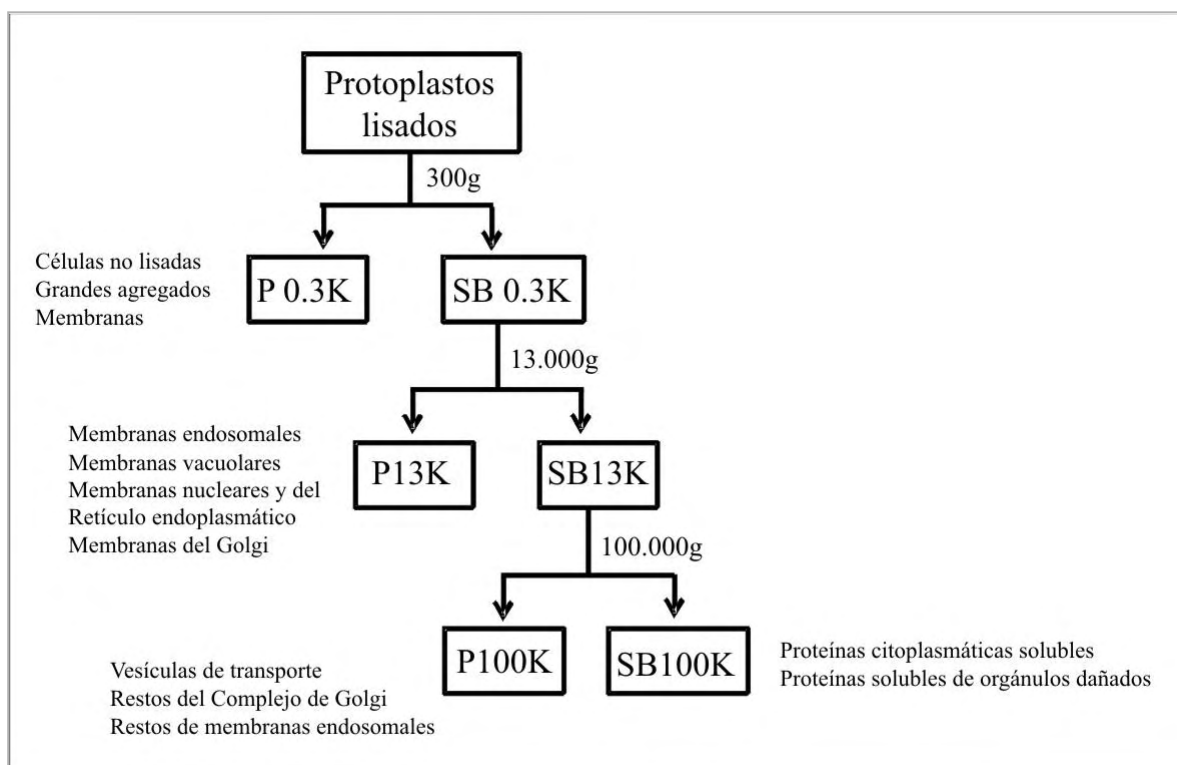 Protoplastos
lisados
300g
Células no lisadas
Grandes agregados
Membranas
P 0.3K
SB 0.3K
13.000g
Membranas endosomales
Membranas vacuolares
Membranas nucleares y del
Retículo endoplasmático
Membranas del Golgi
P13K
SB13K
100.000g
Vesículas de transporte
Restos del Complejo de Golgi
Restos de membranas endosomales
P100K
SB100K
Proteínas citoplasmáticas solubles
Proteínas solubles de orgánulos dañados